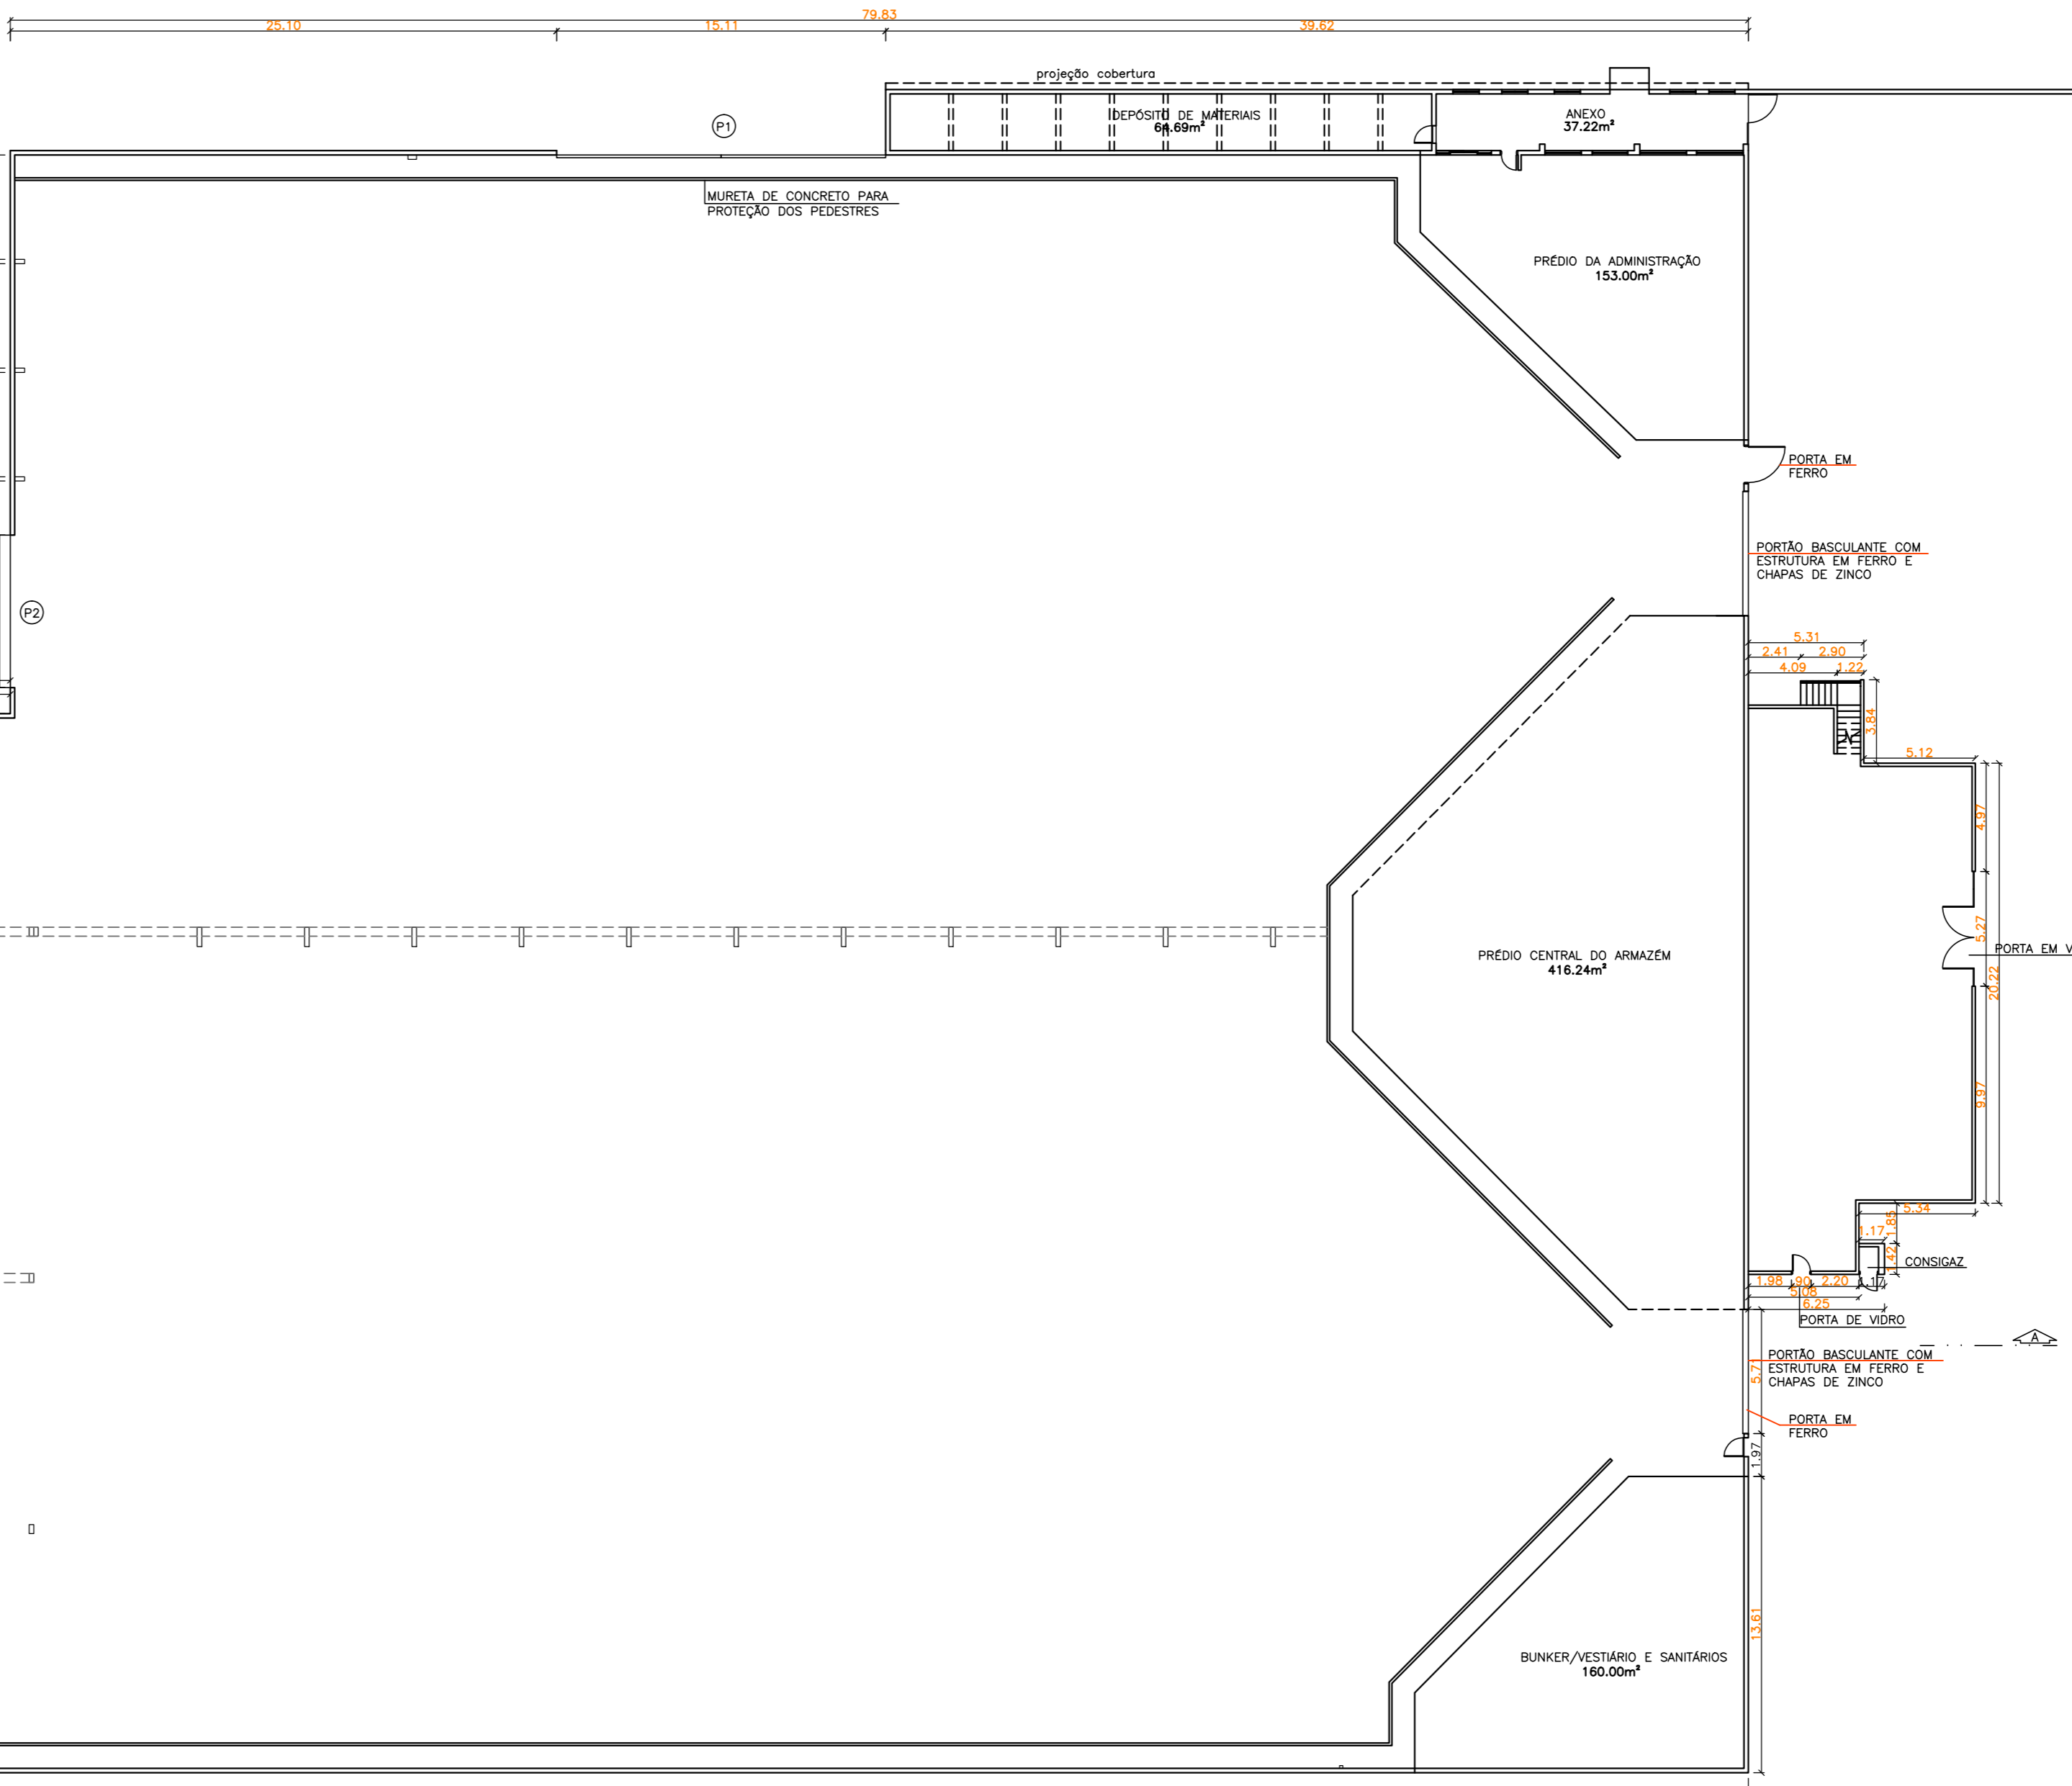 79.83
25.10
15.11
39.62
projeção cobertura
P1
DEPÓSITO DE MATERIAIS
64.69m²
ANEXO
37.22m²
MURETA DE CONCRETO PARA
PROTEÇÃO DOS PEDESTRES
PRÉDIO DA ADMINISTRAÇÃO
153.00m²
PORTA EM
FERRO
PORTÃO BASCULANTE COM
ESTRUTURA EM FERRO E
CHAPAS DE ZINCO
P2
5.31
2.41
2.90
4.09
1.22
3.84
5.12
4.97
5.27
PORTA EM V
20.22
PRÉDIO CENTRAL DO ARMAZÉM
416.24m²
9.97
5.34
1.85
1.17
1.42
CONSIGAZ
1.98
.90
2.20
1.17
5.08
6.25
PORTA DE VIDRO
A
PORTÃO BASCULANTE COM
ESTRUTURA EM FERRO E
CHAPAS DE ZINCO
5.71
PORTA EM
FERRO
1.97
13.61
BUNKER/VESTIÁRIO E SANITÁRIOS
160.00m²